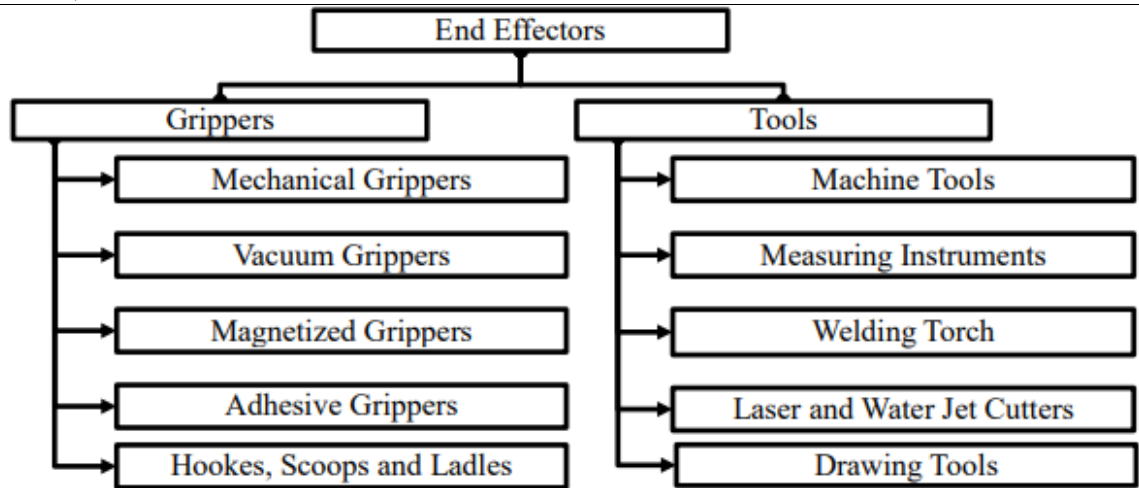 End Effectors
Grippers
Mechanical Grippers
Vacuum Grippers
Magnetized Grippers
Adhesive Grippers
Hookes, Scoops and Ladles
Tools
Machine Tools
Measuring Instruments
Welding Torch
Laser and Water Jet Cutters
Drawing Tools